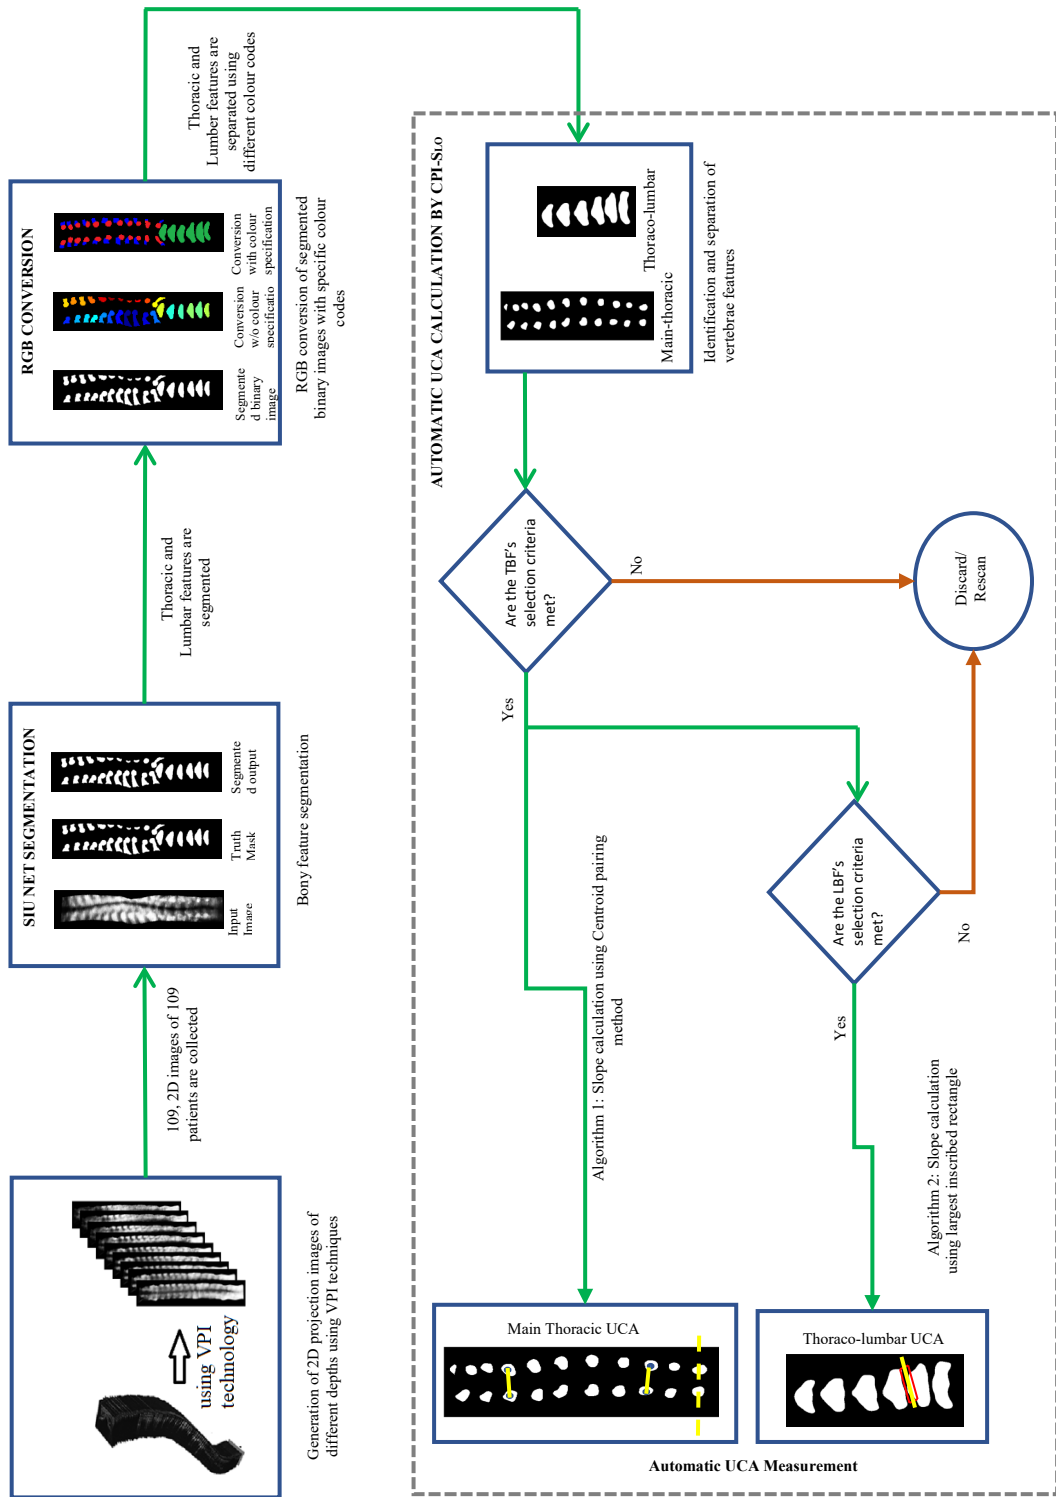 using VPI
technology
Generation of 2D projection images of
different depths using VPI techniques
109, 2D images of 109
patients are collected
SIU NET SEGMENTATION
Input
Image
Truth
Mask
Segmente
d output
Bony feature segmentation
Thoracic and
Lumbar features are
segmented
RGB CONVERSION
Segmente
d binary
image
Conversion
w/o colour
specificatio
Conversion
with colour
specification
RGB conversion of segmented
binary images with specific colour
codes
Thoracic and
Lumber features are
separated using
different colour codes
AUTOMATIC UCA CALCULATION BY CPI-SLO
Main-thoracic
Thoraco-lumbar
Identification and separation of
vertebrae features
Are the TBF's
selection criteria
met?
No
Yes
Discard/
Rescan
Are the LBF's
selection criteria
met?
No
Yes
Algorithm 1: Slope calculation using Centroid pairing
method
Algorithm 2: Slope calculation
using largest inscribed rectangle
Main Thoracic UCA
Thoraco-lumbar UCA
Automatic UCA Measurement